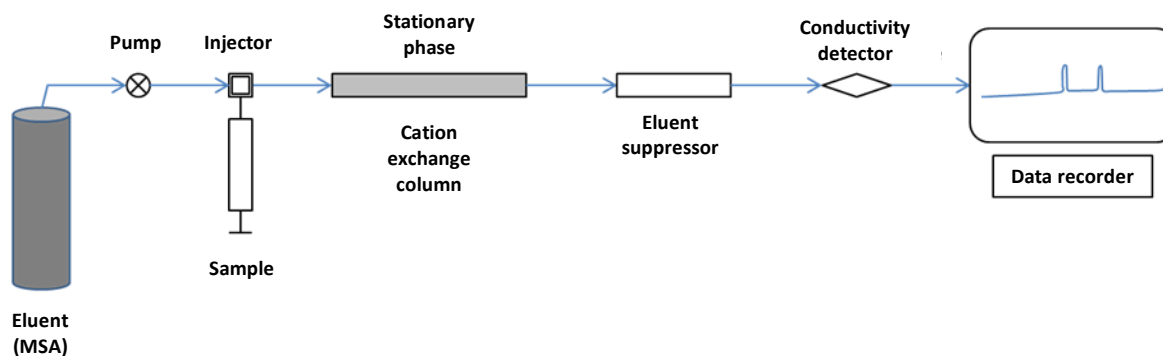 Pump
Injector
Stationary
phase
Conductivity
detector
Cation
exchange
column
Eluent
suppressor
Data recorder
Sample
Eluent
(MSA)